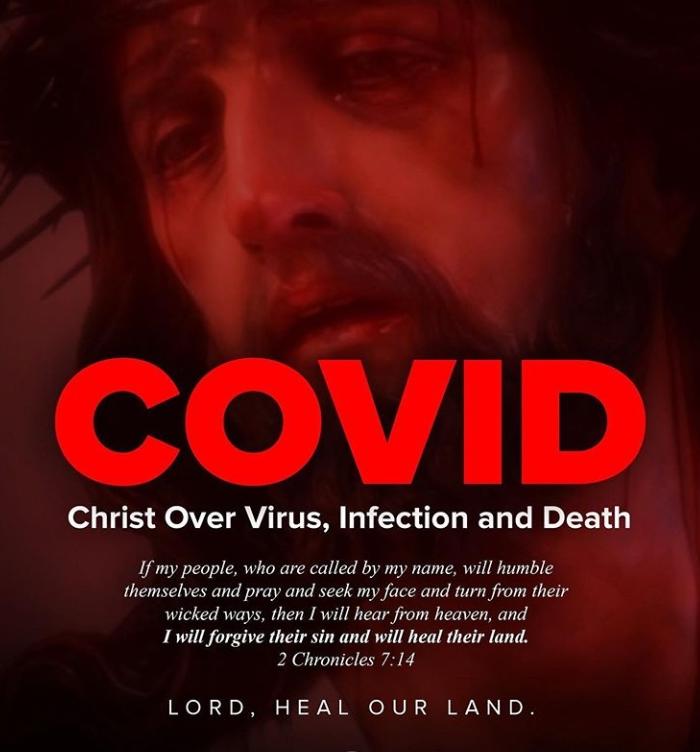 COVID
Christ Over Virus, Infection and Death
If my people, who are called by my name, will humble
themselves and pray and seek my face and turn from their
wicked ways, then I will hear from heaven, and
I will forgive their sin and will heal their land.
2 Chronicles 7:14
LORD, HEAL OUR LAND.